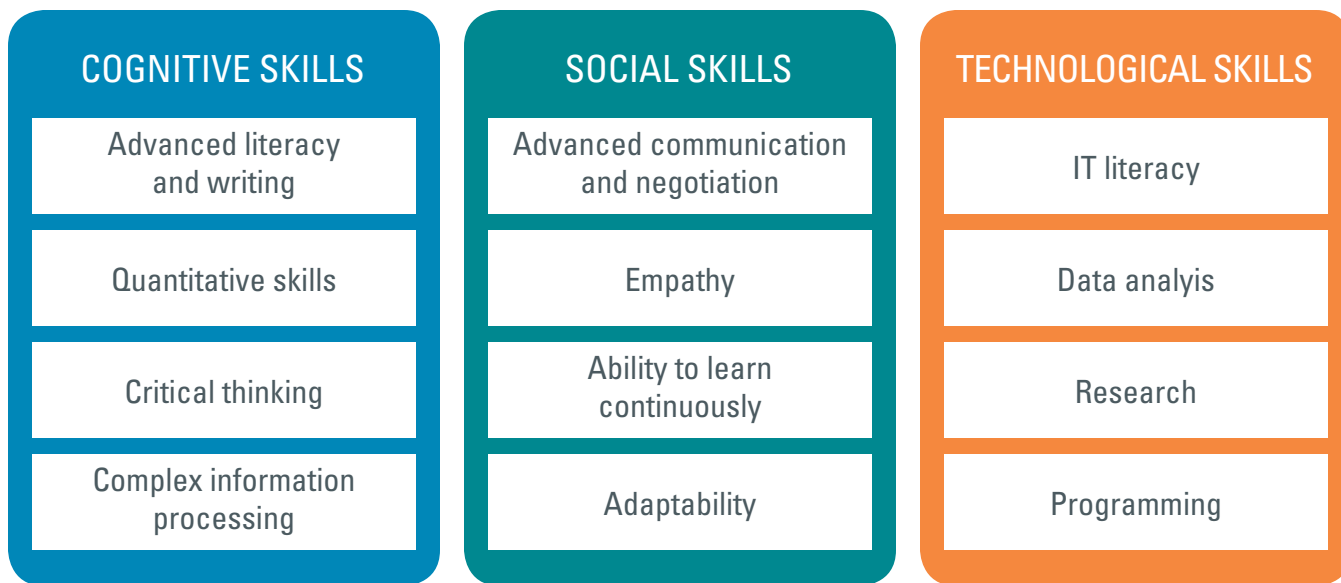 COGNITIVE SKILLS
Advanced literacy
and writing
Quantitative skills
Critical thinking
Complex information
processing
SOCIAL SKILLS
Advanced communication
and negotiation
Empathy
Ability to learn
continuously
Adaptability
TECHNOLOGICAL SKILLS
IT literacy
Data analyis
Research
Programming